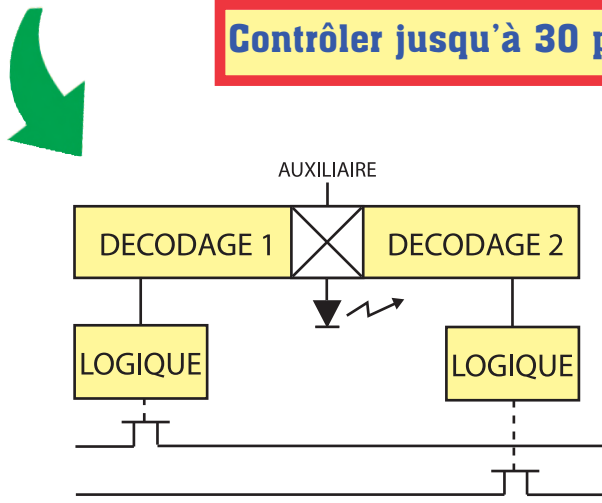 Contrôler jusqu'à 30 p
AUXILIAIRE
DECODAGE 1
DECODAGE 2
LOGIQUE
LOGIQUE